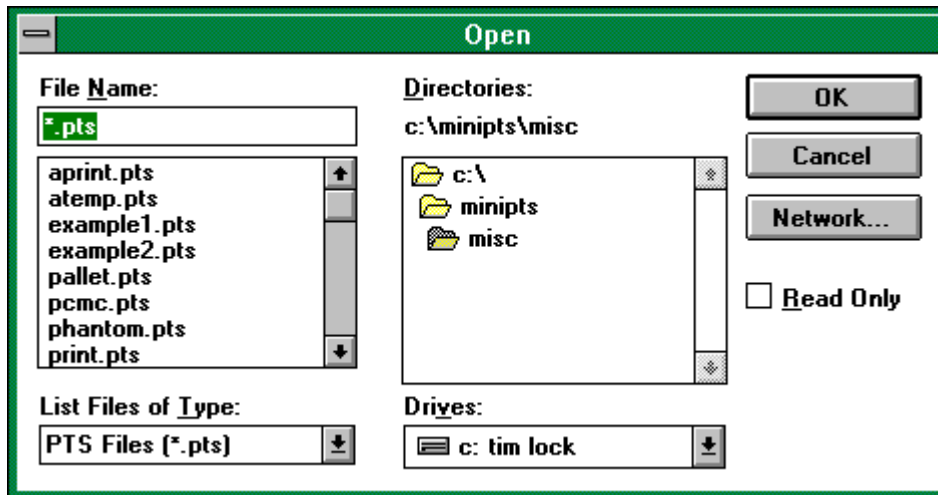 Open
File Name:
*.pts
aprint.pts
atemp.pts
example1.pts
example2.pts
pallet.pts
pcmc.pts
phantom.pts
print.pts
List Files of Type:
PTS Files (*.pts)
Directories:
c:\minipts\misc
c:\
minipts
misc
Drives:
c: tim lock
OK
Cancel
Network...
Read Only